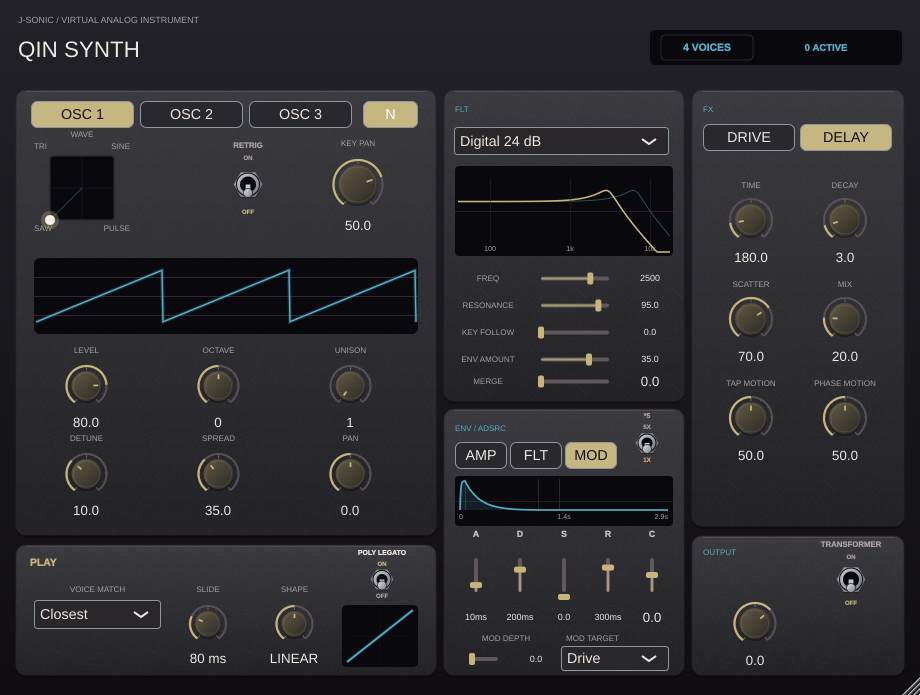 J-SONIC / VIRTUAL ANALOG INSTRUMENT
QIN SYNTH
4 VOICES
0 ACTIVE
OSC 1
OSC 2
OSC 3
N
WAVE
TRI
SINE
SAW
PULSE
RETRIG
ON
OFF
KEY PAN
50.0
LEVEL
OCTAVE
UNISON
80.0
0
1
DETUNE
SPREAD
PAN
10.0
35.0
0.0
PLAY
VOICE MATCH
Closest
SLIDE
80 ms
SHAPE
LINEAR
POLY LEGATO
ON
OFF
FLT
Digital 24 dB
100
1k
10k
FREQ
2500
RESONANCE
95.0
KEY FOLLOW
0.0
ENV AMOUNT
35.0
MERGE
0.0
ENV / ADSRC
*5
5X
1X
AMP
FLT
MOD
0
1.4s
2.9s
A
D
S
R
C
10ms
200ms
0.0
300ms
0.0
MOD DEPTH
0.0
MOD TARGET
Drive
FX
DRIVE
DELAY
TIME
DECAY
180.0
3.0
SCATTER
MIX
70.0
20.0
TAP MOTION
PHASE MOTION
50.0
50.0
OUTPUT
0.0
TRANSFORMER
ON
OFF